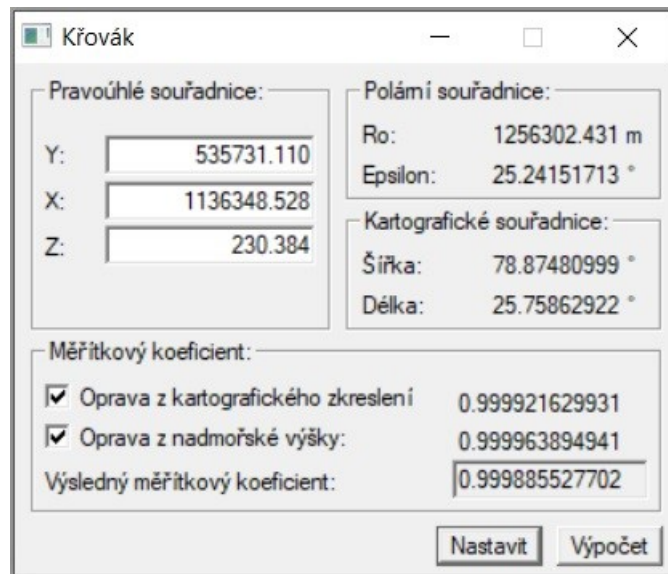 Křovák
Pravoúhlé souřadnice:
Y: 535731.110
X: 1136348.528
Z: 230.384
Polární souřadnice:
Ro: 1256302.431 m
Epsilon: 25.24151713 °
Kartografické souřadnice:
Šířka: 78.87480999 °
Délka: 25.75862922 °
Měřítkový koeficient:
Oprava z kartografického zkreslení 0.999921629931
Oprava z nadmořské výšky: 0.999963894941
Výsledný měřítkový koeficient: 0.999885527702
Nastavit Výpočet